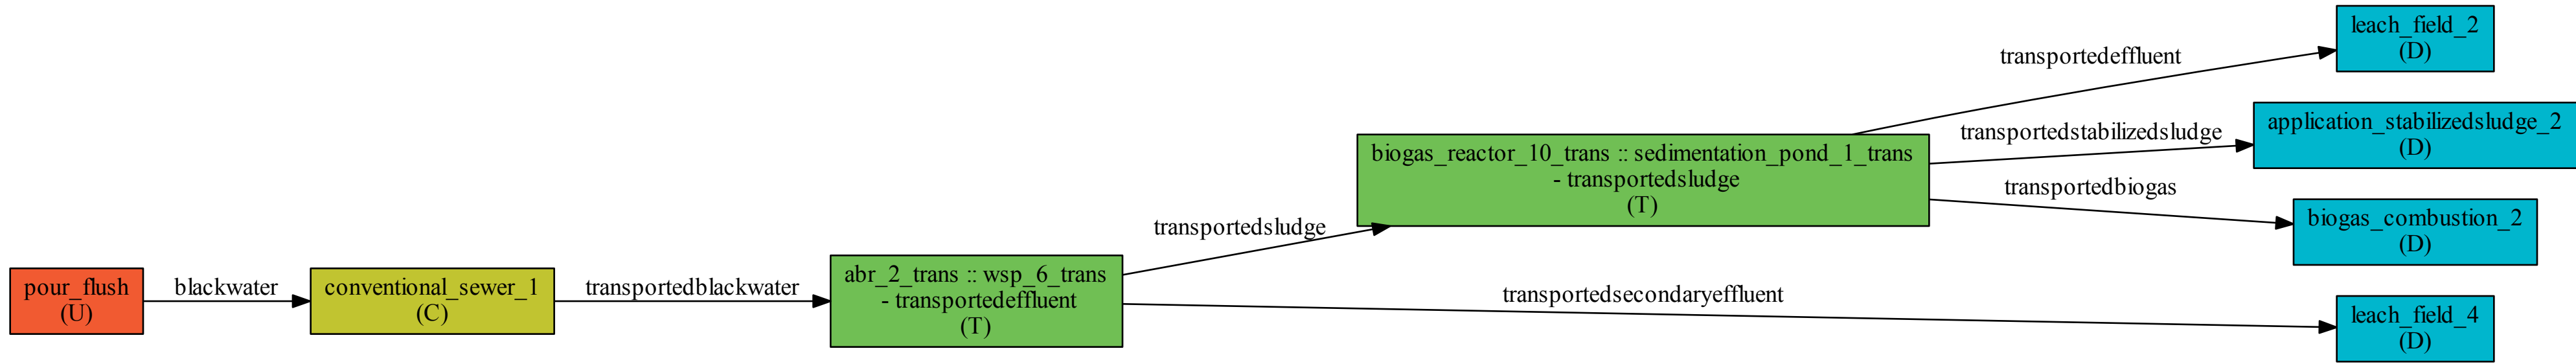 pour_flush
(U)
blackwater
conventional_sewer_1
(C)
transportedblackwater
abr_2_trans :: wsp_6_trans
- transportedeffluent
(T)
transportedsludge
transportedsecondaryeffluent
biogas_reactor_10_trans :: sedimentation_pond_1_trans
- transportedsludge
(T)
transportedeffluent
transportedstabilizedsludge
transportedbiogas
leach_field_2
(D)
application_stabilizedsludge_2
(D)
biogas_combustion_2
(D)
leach_field_4
(D)